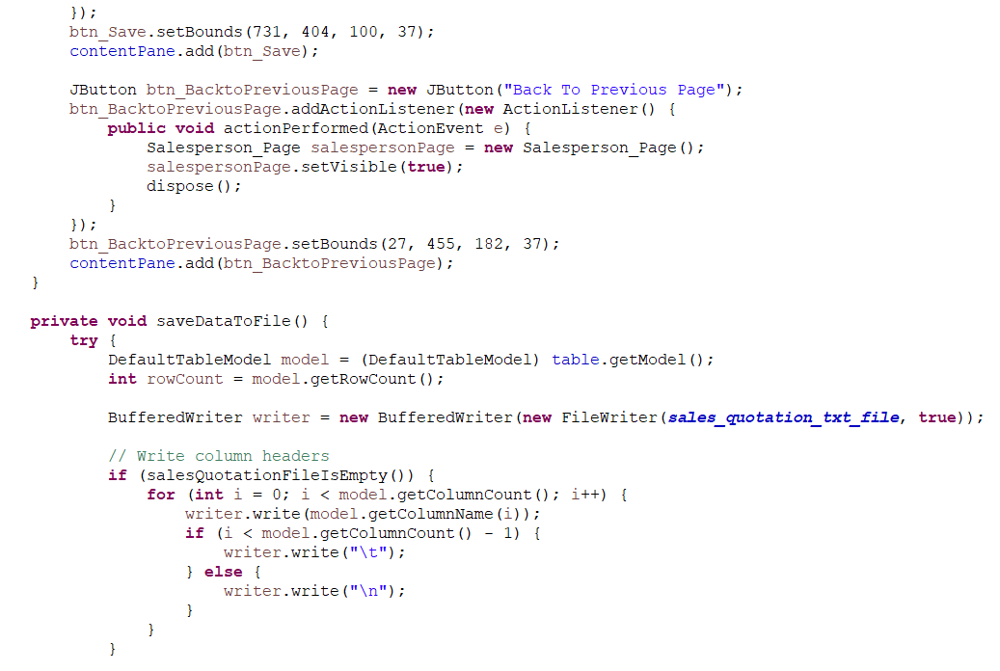 });
    btn_Save.setBounds(731, 404, 100, 37);
    contentPane.add(btn_Save);

    JButton btn_BacktoPreviousPage = new JButton("Back To Previous Page");
    btn_BacktoPreviousPage.addActionListener(new ActionListener() {
        public void actionPerformed(ActionEvent e) {
            Salesperson_Page salespersonPage = new Salesperson_Page();
            salespersonPage.setVisible(true);
            dispose();
        }
    });
    btn_BacktoPreviousPage.setBounds(27, 455, 182, 37);
    contentPane.add(btn_BacktoPreviousPage);
}

private void saveDataToFile() {
    try {
        DefaultTableModel model = (DefaultTableModel) table.getModel();
        int rowCount = model.getRowCount();

        BufferedWriter writer = new BufferedWriter(new FileWriter(sales_quotation_txt_file, true));

        // Write column headers
        if (salesQuotationFileIsEmpty()) {
            for (int i = 0; i < model.getColumnCount(); i++) {
                writer.write(model.getColumnName(i));
                if (i < model.getColumnCount() - 1) {
                    writer.write("\t");
                } else {
                    writer.write("\n");
                }
            }
        }